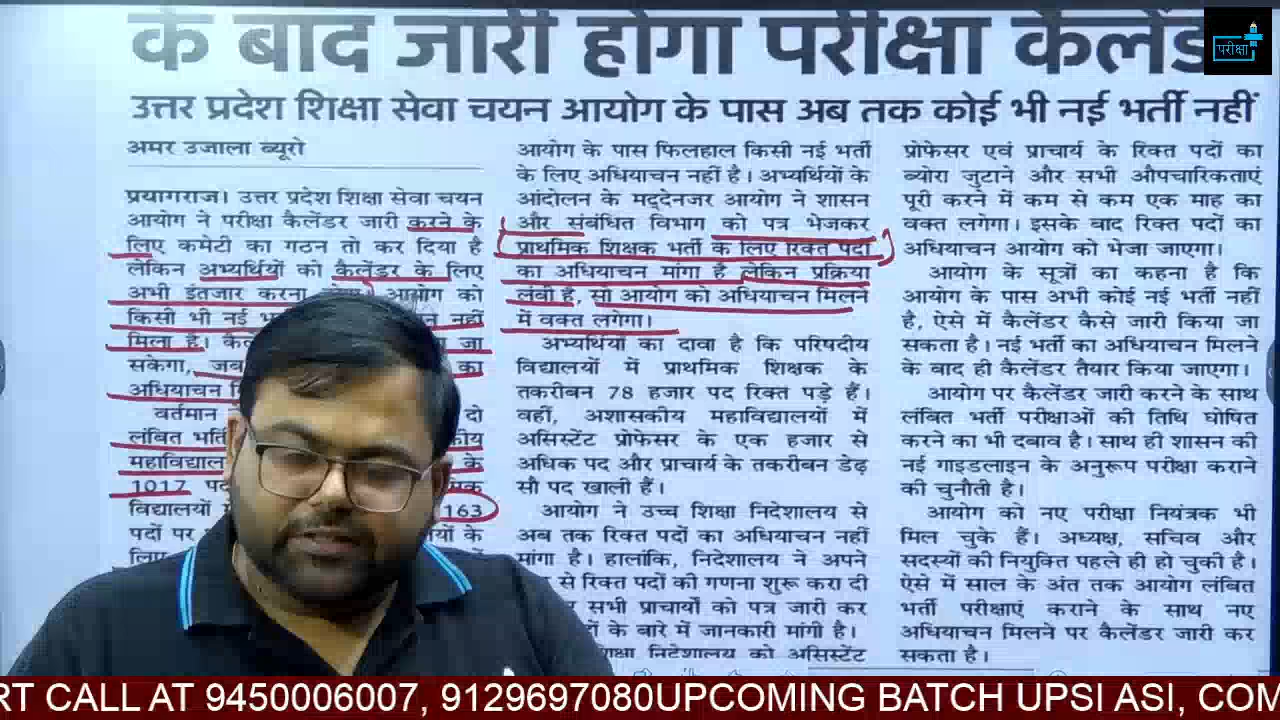 के बाद जारी होगा परीक्षा कैलेंड
परीक्षा
उत्तर प्रदेश शिक्षा सेवा चयन आयोग के पास अब तक कोई भी नई भर्ती नहीं
अमर उजाला ब्यूरो
प्रयागराज। उत्तर प्रदेश शिक्षा सेवा चयन
आयोग ने परीक्षा कैलेंडर जारी करने के
लिए कमेटी का गठन तो कर दिया है
लेकिन अभ्यर्थियों को कैलेंडर के लिए
अभी इंतजार करना आयोग को
किसी भी नई नहीं
मिला है। जा
सकेगा, जब का
अधियाचन
वर्तमान दो
लंबित
के
1017
विद्यालयों 163
पदों पर के
लिए
आयोग के पास फिलहाल किसी नई भर्ती
के लिए अधियाचन नहीं है। अभ्यर्थियों के
आंदोलन के मद्देनजर आयोग ने शासन
और संबंधित विभाग को पत्र भेजकर
प्राथमिक शिक्षक भर्ती के लिए रिक्त पदों
का अधियाचन मांगा है लेकिन प्रक्रिया
लंबी है, सो आयोग को अधियाचन मिलने
में वक्त लगेगा।
अभ्यर्थियों का दावा है कि परिषदीय
विद्यालयों में प्राथमिक शिक्षक के
तकरीबन 78 हजार पद रिक्त पड़े हैं।
वहीं, अशासकीय महाविद्यालयों में
असिस्टेंट प्रोफेसर के एक हजार से
अधिक पद और प्राचार्य के तकरीबन डेढ़
सौ पद खाली हैं।
आयोग ने उच्च शिक्षा निदेशालय से
अब तक रिक्त पदों का अधियाचन नहीं
मांगा है। हालांकि, निदेशालय ने अपने
से रिक्त पदों की गणना शुरू करा दी
सभी प्राचार्यों को पत्र जारी कर
के बारे में जानकारी मांगी है।
निदेशालय को असिस्टेंट
प्रोफेसर एवं प्राचार्य के रिक्त पदों का
ब्योरा जुटाने और सभी औपचारिकताएं
पूरी करने में कम से कम एक माह का
वक्त लगेगा। इसके बाद रिक्त पदों का
अधियाचन आयोग को भेजा जाएगा।
आयोग के सूत्रों का कहना है कि
आयोग के पास अभी कोई नई भर्ती नहीं
है, ऐसे में कैलेंडर कैसे जारी किया जा
सकता है। नई भर्ती का अधियाचन मिलने
के बाद ही कैलेंडर तैयार किया जाएगा।
आयोग पर कैलेंडर जारी करने के साथ
लंबित भर्ती परीक्षाओं की तिथि घोषित
करने का भी दबाव है। साथ ही शासन की
नई गाइडलाइन के अनुरूप परीक्षा कराने
की चुनौती है।
आयोग को नए परीक्षा नियंत्रक भी
मिल चुके हैं। अध्यक्ष, सचिव और
सदस्यों की नियुक्ति पहले ही हो चुकी है।
ऐसे में साल के अंत तक आयोग लंबित
भर्ती परीक्षाएं कराने के साथ नए
अधियाचन मिलने पर कैलेंडर जारी कर
सकता है।
RT CALL AT 9450006007, 9129697080UPCOMING BATCH UPSI ASI, COM